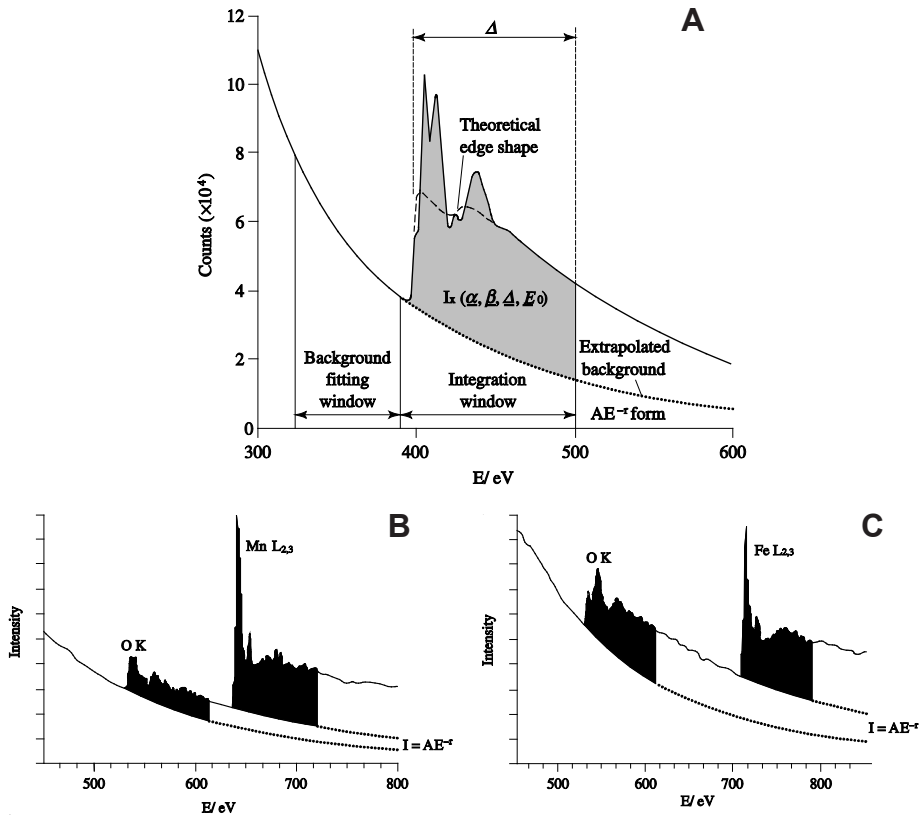 A
12
10
8
6
4
2
0
Counts (×10⁴)
Δ
Theoretical
edge shape
Iₓ (α, β, Δ, E₀)
Background
fitting
window
Integration
window
Extrapolated
background
AE⁻ʳ form
300
400
500
600
E/ eV
B
Intensity
O K
Mn L₂,₃
I = AE⁻ʳ
500
600
700
800
E/ eV
C
Intensity
O K
Fe L₂,₃
I = AE⁻ʳ
500
600
700
800
E/ eV